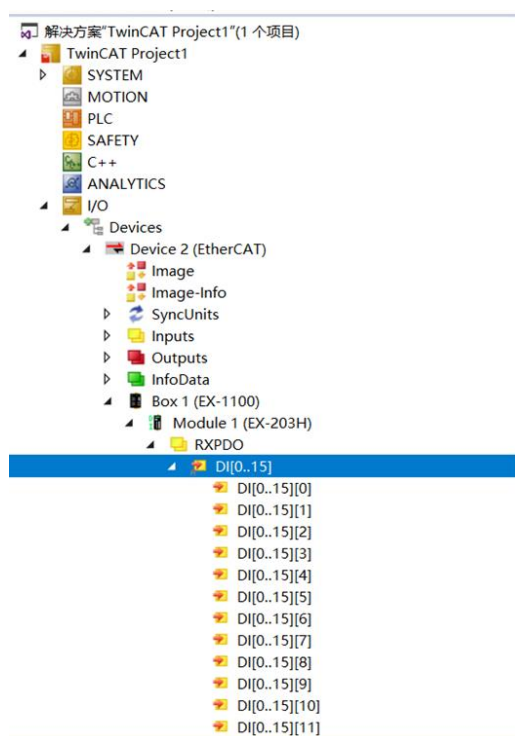 解决方案"TwinCAT Project1"(1 个项目)
TwinCAT Project1
SYSTEM
MOTION
PLC
SAFETY
C++
ANALYTICS
I/O
Devices
Device 2 (EtherCAT)
Image
Image-Info
SyncUnits
Inputs
Outputs
InfoData
Box 1 (EX-1100)
Module 1 (EX-203H)
RXPDO
DI[0..15]
DI[0..15][0]
DI[0..15][1]
DI[0..15][2]
DI[0..15][3]
DI[0..15][4]
DI[0..15][5]
DI[0..15][6]
DI[0..15][7]
DI[0..15][8]
DI[0..15][9]
DI[0..15][10]
DI[0..15][11]